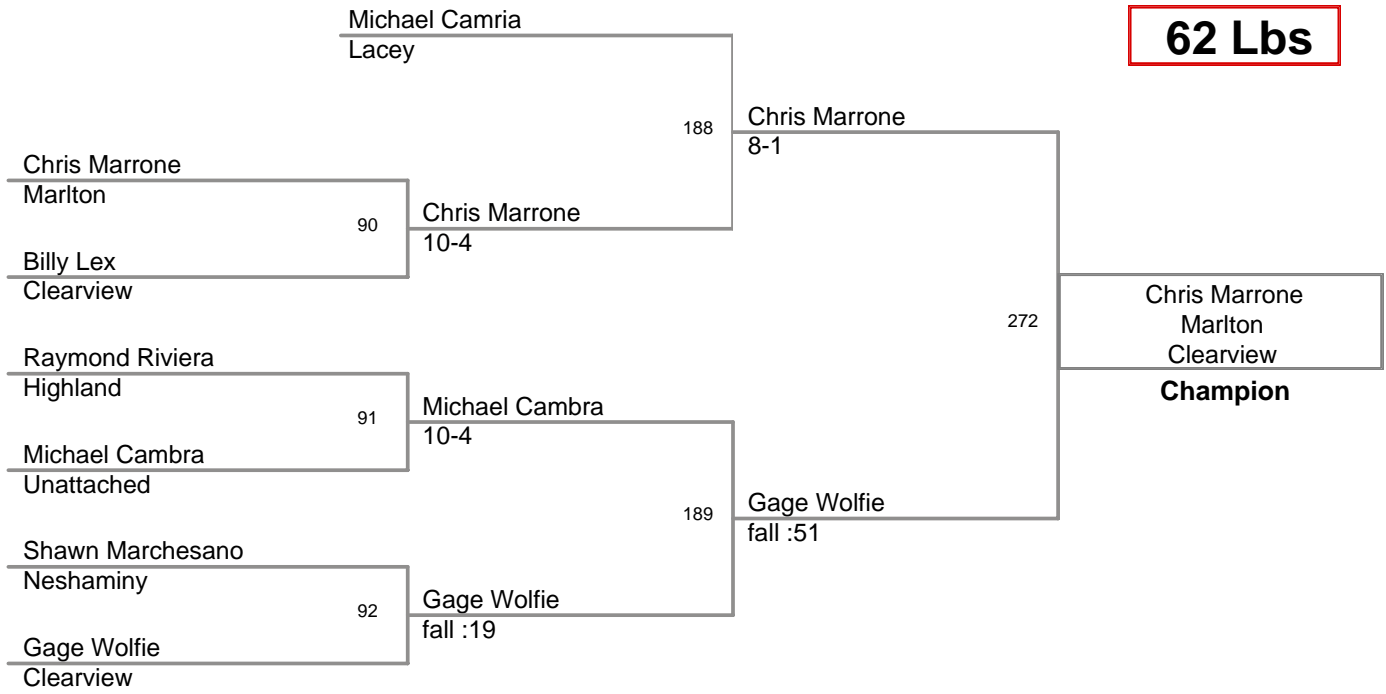 Michael Camria
Lacey
62 Lbs
188
Chris Marrone
8-1
Chris Marrone
Marlton
90
Chris Marrone
10-4
Billy Lex
Clearview
272
Chris Marrone
Marlton
Clearview
Champion
Raymond Riviera
Highland
91
Michael Cambra
10-4
Michael Cambra
Unattached
189
Gage Wolfie
fall :51
Shawn Marchesano
Neshaminy
92
Gage Wolfie
fall :19
Gage Wolfie
Clearview